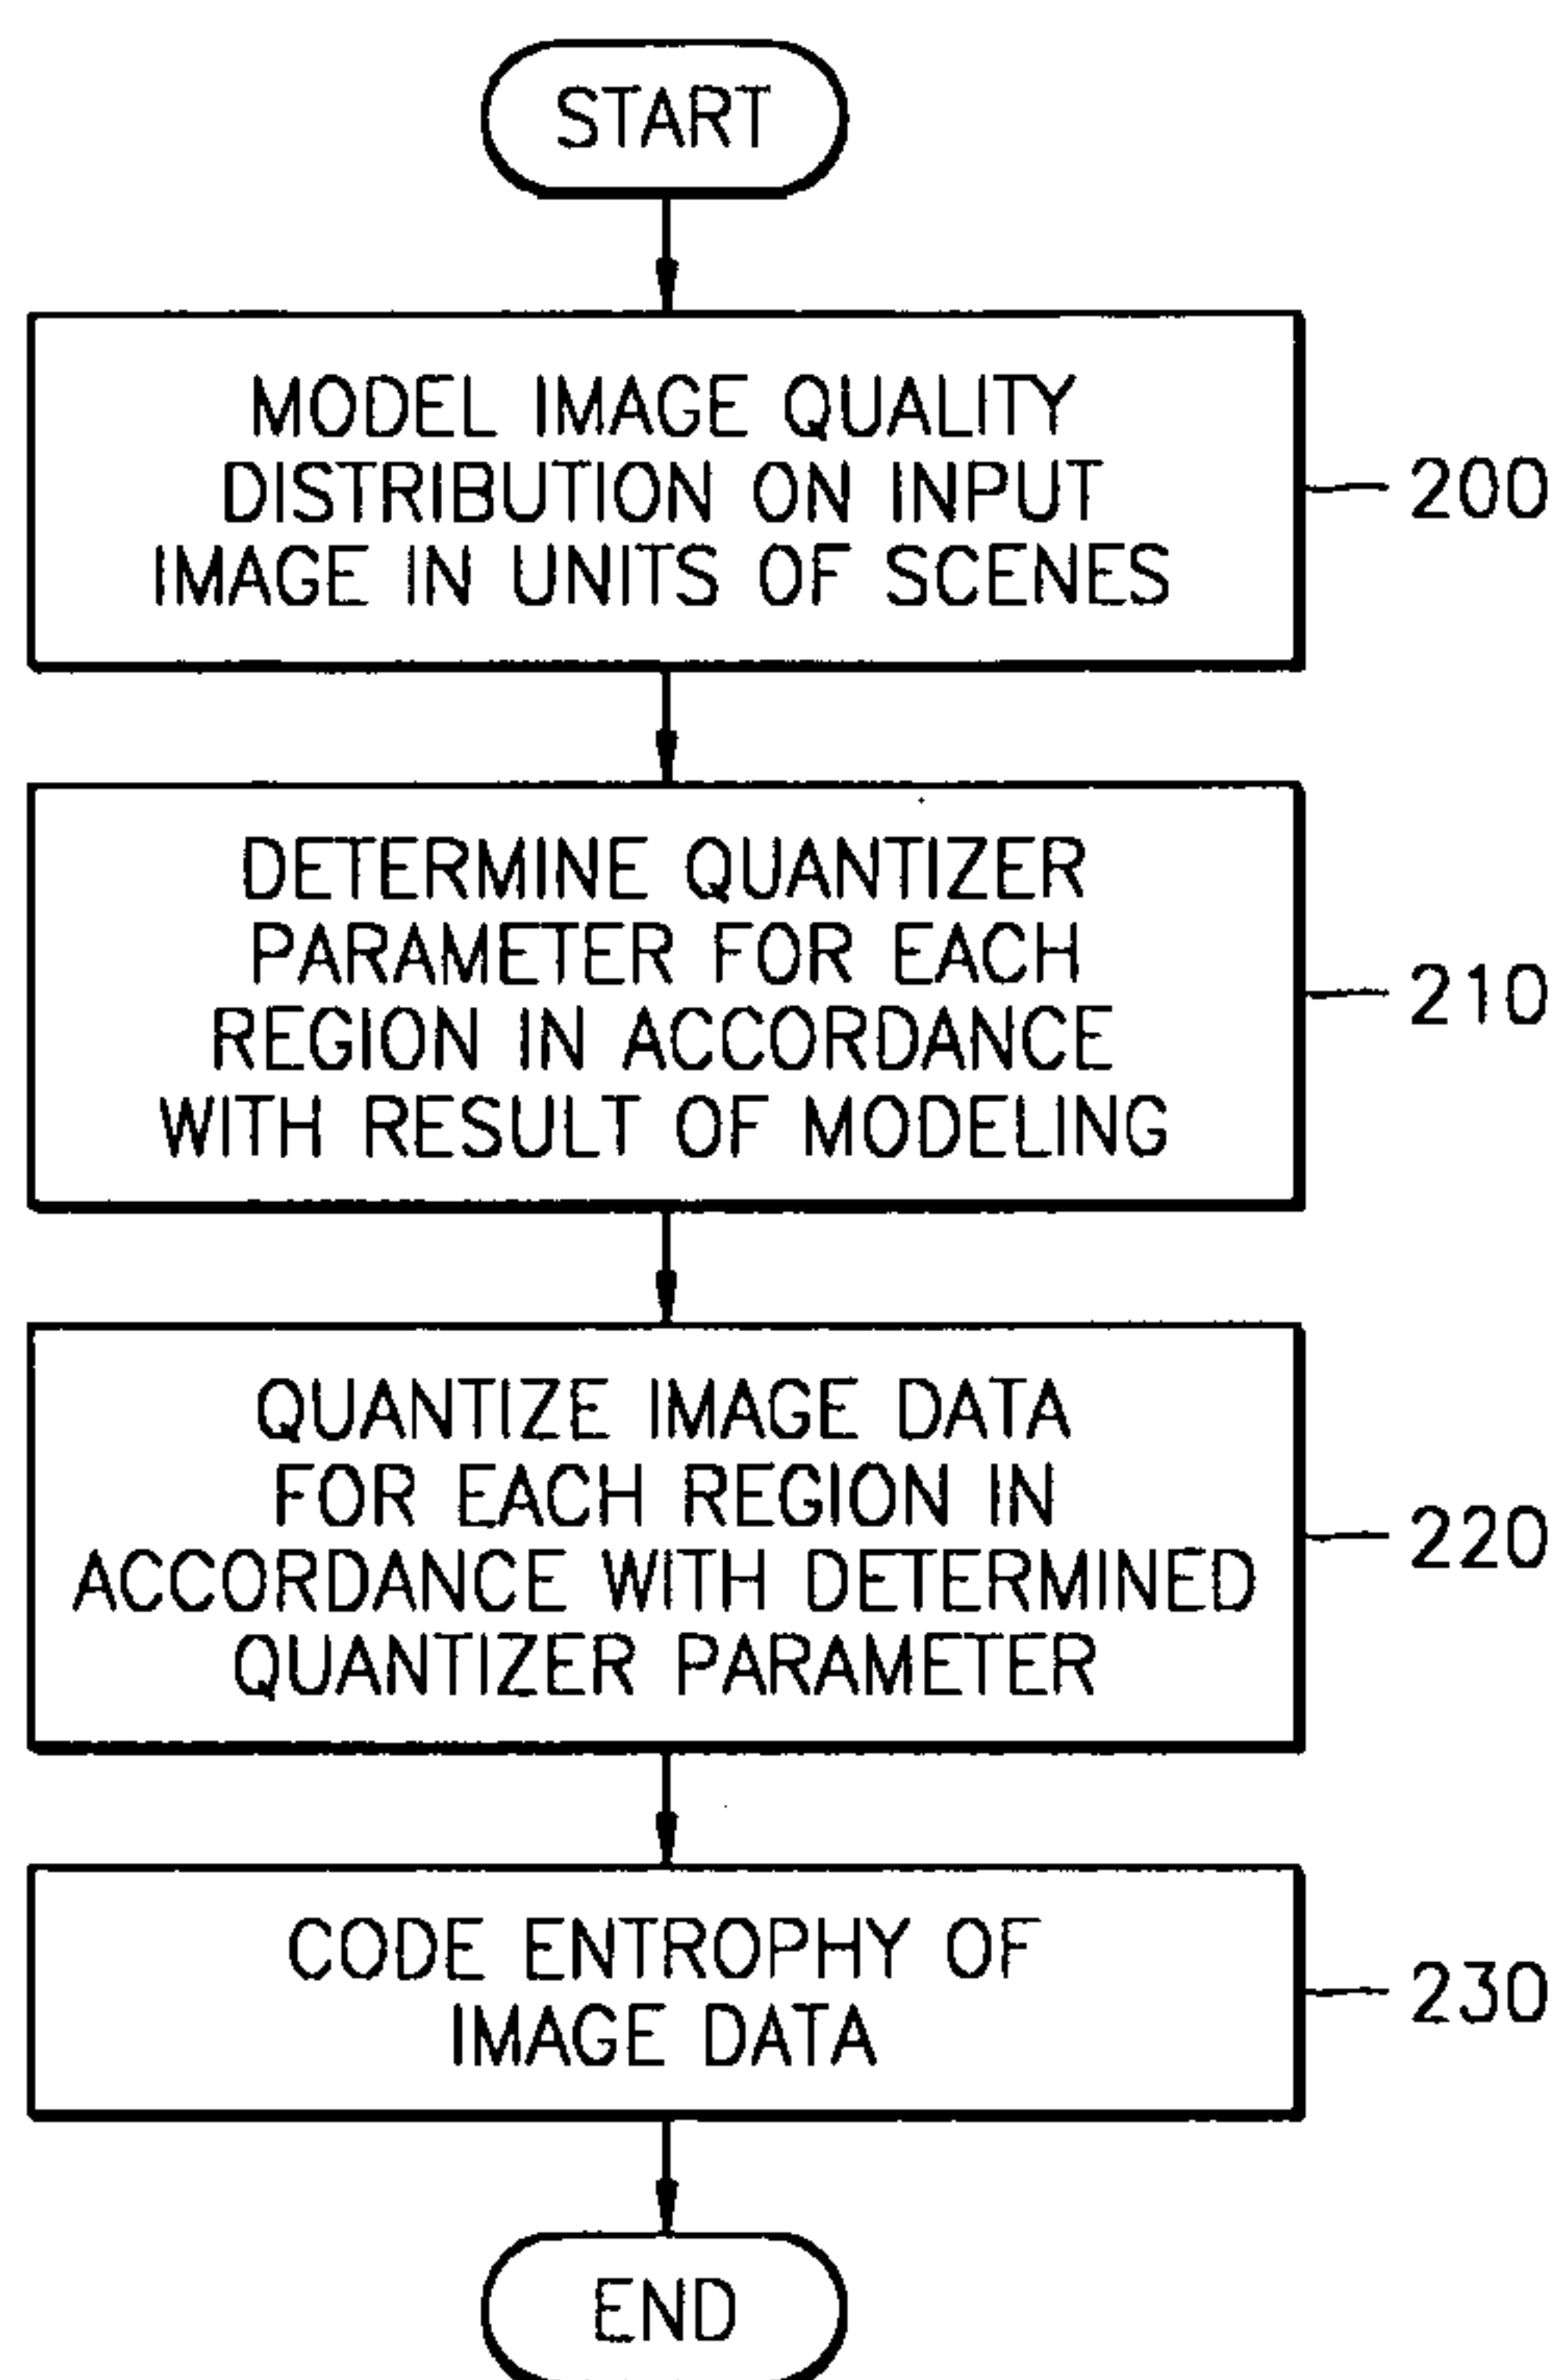 START
MODEL IMAGE QUALITY
DISTRIBUTION ON INPUT
IMAGE IN UNITS OF SCENES
200
DETERMINE QUANTIZER
PARAMETER FOR EACH
REGION IN ACCORDANCE
WITH RESULT OF MODELING
210
QUANTIZE IMAGE DATA
FOR EACH REGION IN
ACCORDANCE WITH DETERMINED
QUANTIZER PARAMETER
220
CODE ENTROPHY OF
IMAGE DATA
230
END